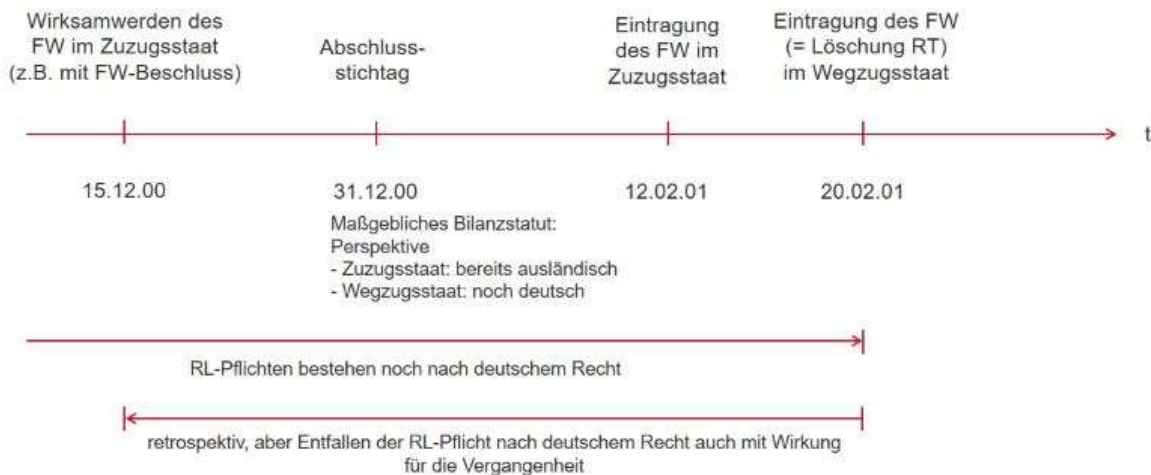 Wirksamwerden des
FW im Zuzugsstaat
(z.B. mit FW-Beschluss)
Abschluss-
stichtag
Eintragung
des FW im
Zuzugsstaat
Eintragung des FW
(= Löschung RT)
im Wegzugsstaat
t
15.12.00
31.12.00
12.02.01
20.02.01
Maßgebliches Bilanzstatut:
Perspektive
- Zuzugsstaat: bereits ausländisch
- Wegzugsstaat: noch deutsch
RL-Pflichten bestehen noch nach deutschem Recht
retrospektiv, aber Entfallen der RL-Pflicht nach deutschem Recht auch mit Wirkung
für die Vergangenheit